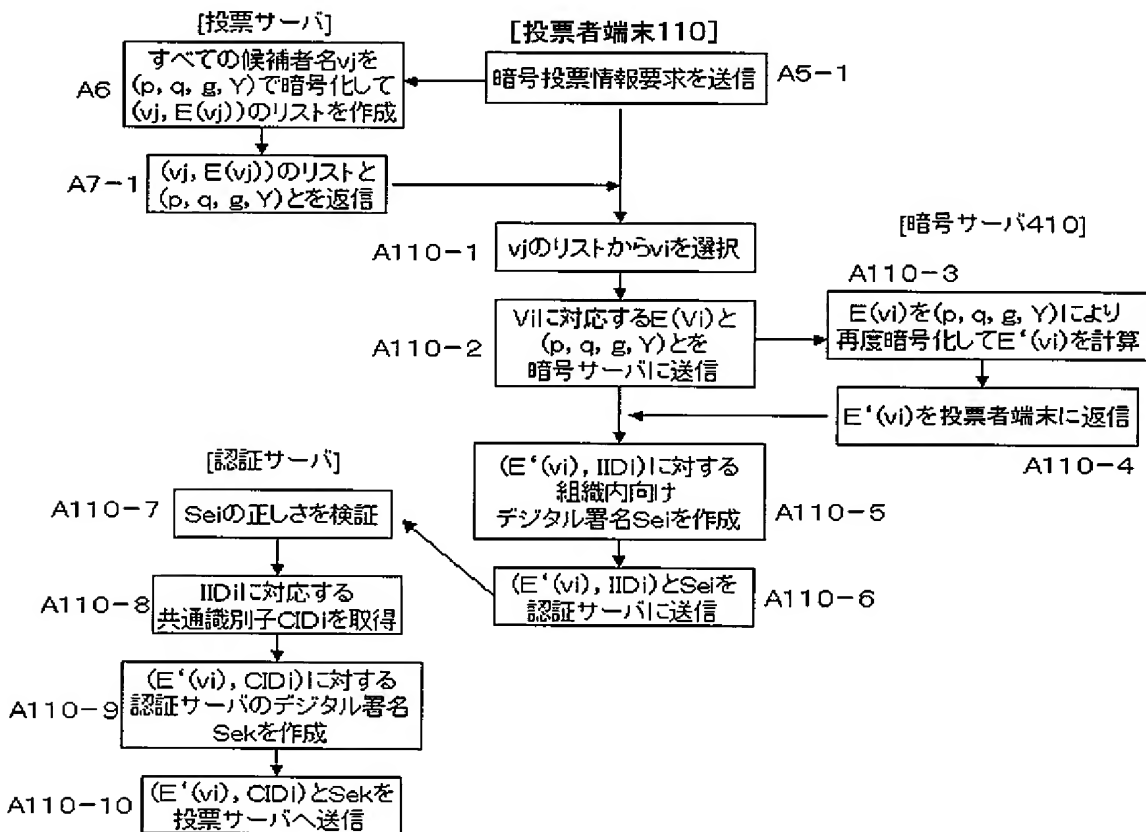 [投票サーバ]
[投票者端末110]
すべての候補者名vjを
(p, q, g, Y)で暗号化して
(vj, E(vj))のリストを作成
A6
暗号投票情報要求を送信
A5-1
(vj, E(vj))のリストと
(p, q, g, Y)とを返信
A7-1
[暗号サーバ410]
A110-1
vjのリストからviを選択
A110-3
Viに対応するE(Vi)と
(p, q, g, Y)とを
暗号サーバに送信
A110-2
E(vi)を(p, q, g, Y)により
再度暗号化してE‘(vi)を計算
E‘(vi)を投票者端末に返信
A110-4
[認証サーバ]
(E‘(vi), IIDi)に対する
組織内向け
デジタル署名Seiを作成
A110-5
A110-7
Seiの正しさを検証
(E‘(vi), IIDi)とSeiを
認証サーバに送信
A110-6
A110-8
IIDiに対応する
共通識別子CIDiを取得
(E‘(vi), CIDi)に対する
認証サーバのデジタル署名
Sekを作成
A110-9
(E‘(vi), CIDi)とSekを
投票サーバへ送信
A110-10